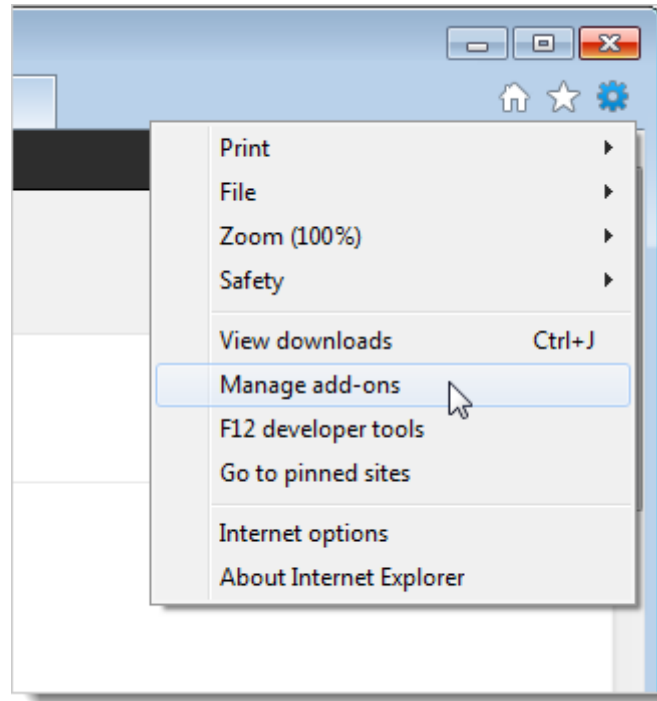 Print
File
Zoom (100%)
Safety
View downloads Ctrl+J
Manage add-ons
F12 developer tools
Go to pinned sites
Internet options
About Internet Explorer